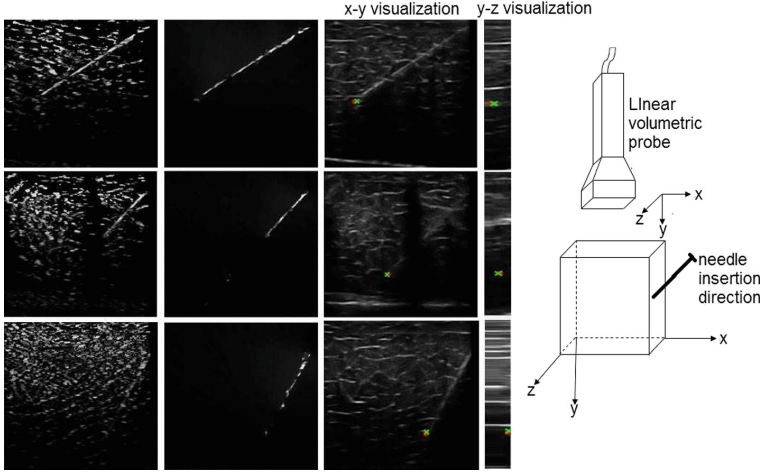 x-y visualization
y-z visualization
LInear
volumetric
probe
x
z
y
needle
insertion
direction
x
z
y